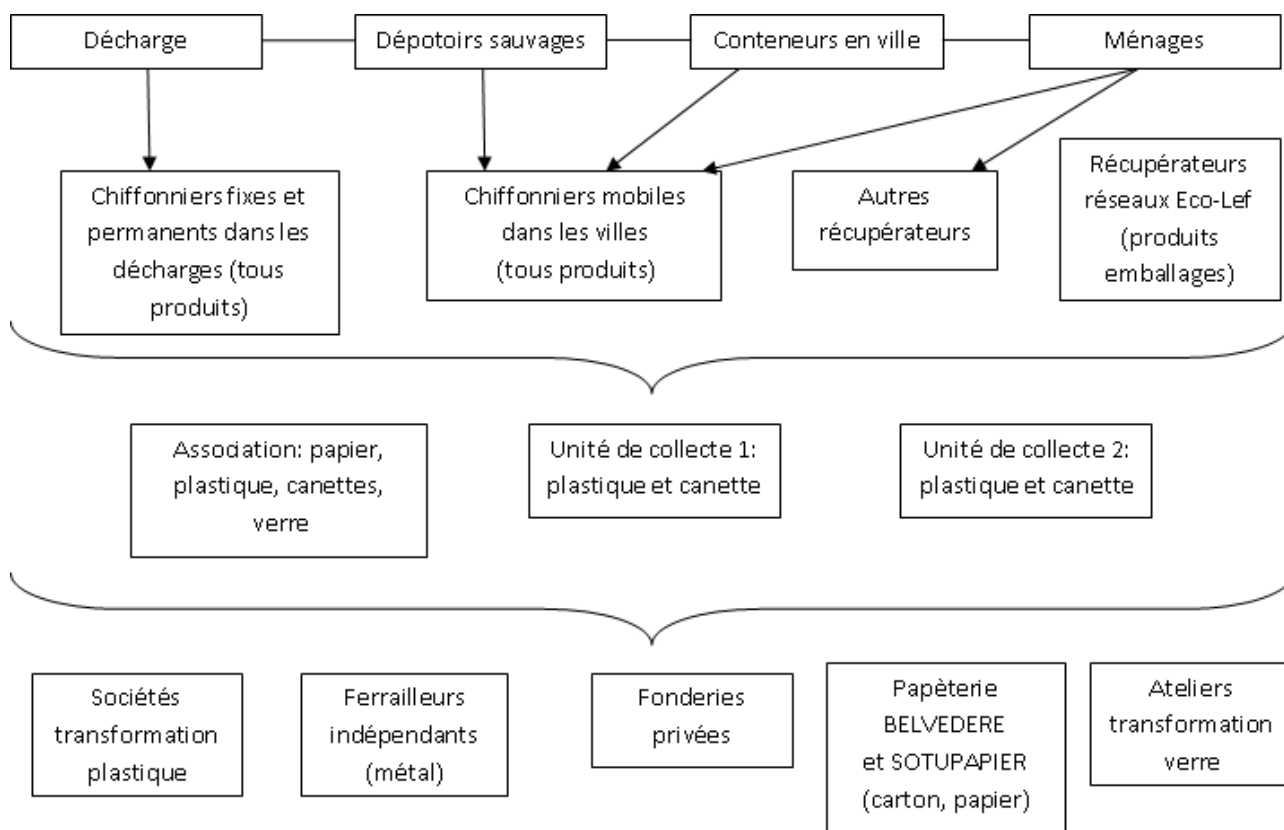 Décharge
Dépotoirs sauvages
Conteneurs en ville
Ménages
Chiffonniers fixes et
permanents dans les
décharges (tous
produits)
Chiffonniers mobiles
dans les villes
(tous produits)
Autres
récupérateurs
Récupérateurs
réseaux Eco-Lef
(produits
emballages)
Association: papier,
plastique, canettes,
verre
Unité de collecte 1:
plastique et canette
Unité de collecte 2:
plastique et canette
Sociétés
transformation
plastique
Ferrailleurs
indépendants
(métal)
Fonderies
privées
Papèterie
BELVEDERE
et SOTUPAPIER
(carton, papier)
Ateliers
transformation
verre